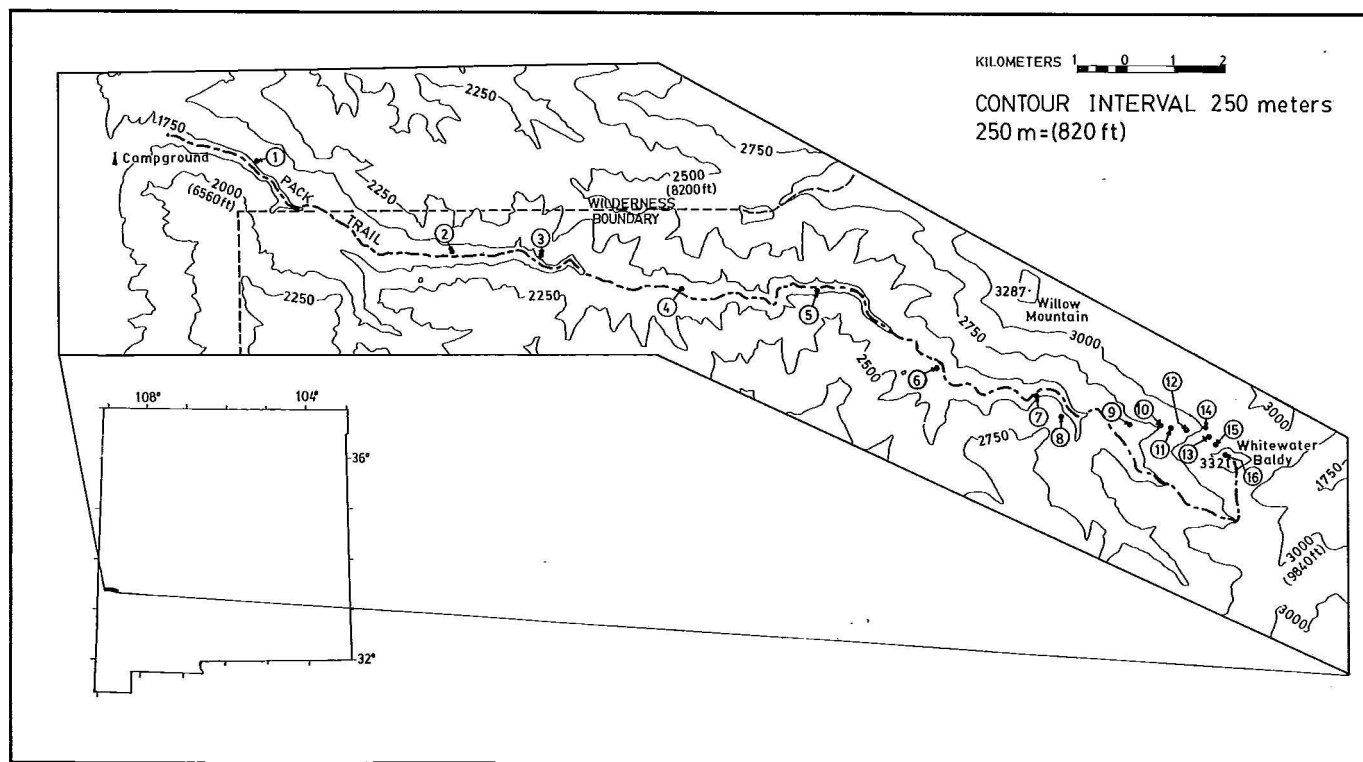 KILOMETERS 1 0 1 2
CONTOUR INTERVAL 250 meters
250 m = (820 ft)
2250
1750
Campground
1
PACK
TRAIL
2000
(6560ft)
2250
2750
2500
(8200ft)
WILDERNESS
BOUNDARY
2
3
2250
2250
4
5
3287
Willow
Mountain
2750
3000
2500
6
7
8
2750
9
10
11
12
13
14
15
16
3000
Whitewater
Baldy
1750
3000
(9840ft)
3000
108°
104°
36°
32°